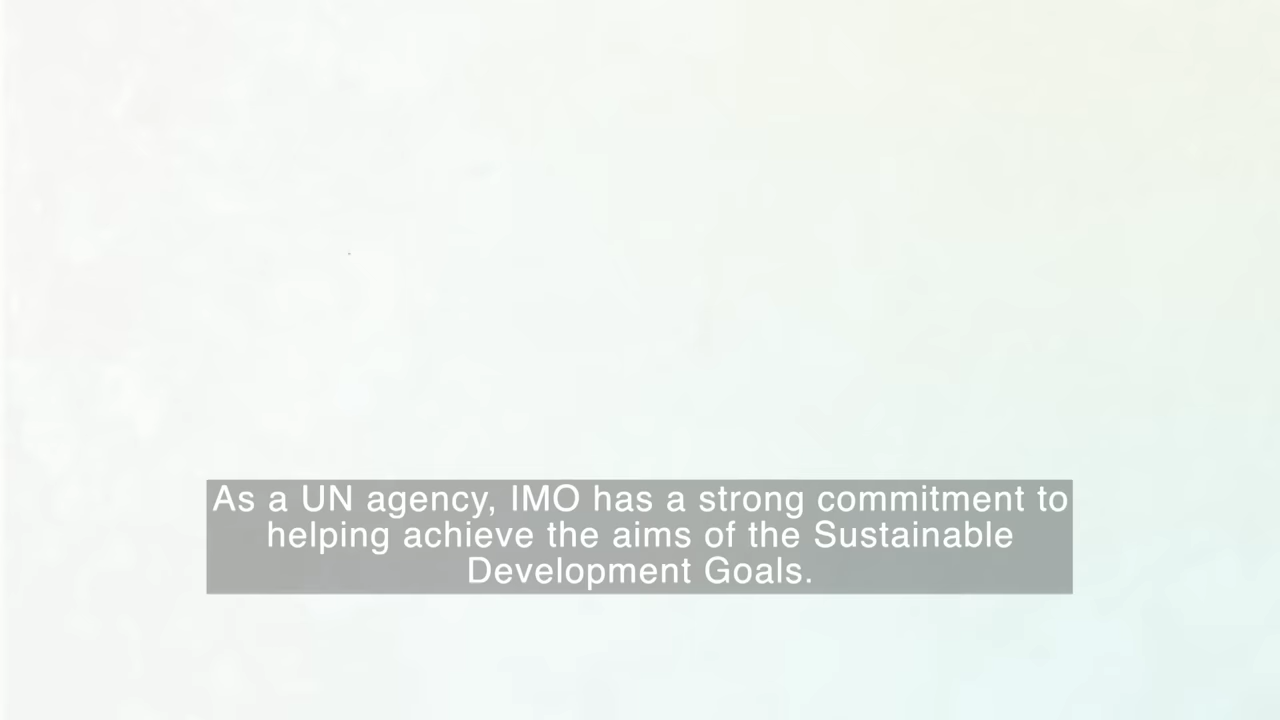 As a UN agency, IMO has a strong commitment to
helping achieve the aims of the Sustainable
Development Goals.